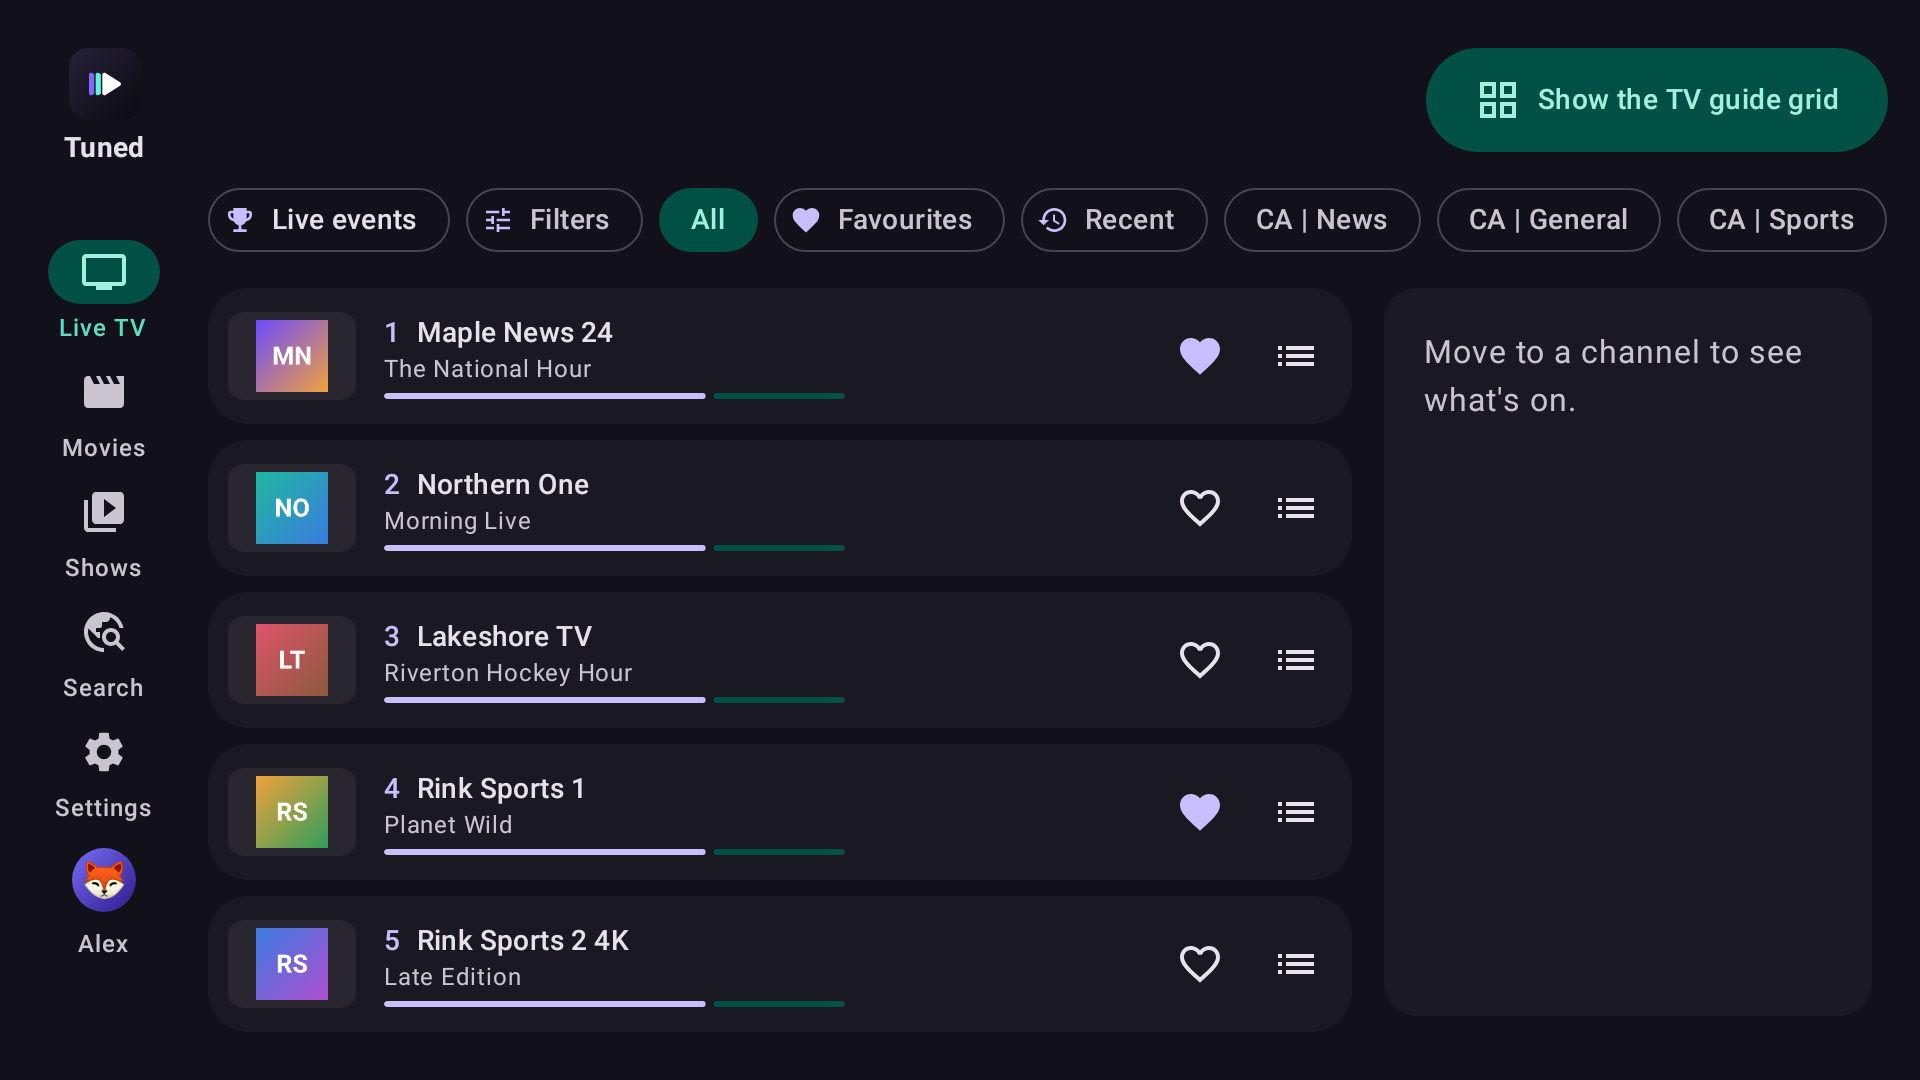 Tuned
Show the TV guide grid
Live events
Filters
All
Favourites
Recent
CA | News
CA | General
CA | Sports
Live TV
Movies
Shows
Search
Settings
Alex
MN
1 Maple News 24
The National Hour
NO
2 Northern One
Morning Live
LT
3 Lakeshore TV
Riverton Hockey Hour
RS
4 Rink Sports 1
Planet Wild
RS
5 Rink Sports 2 4K
Late Edition
Move to a channel to see
what's on.